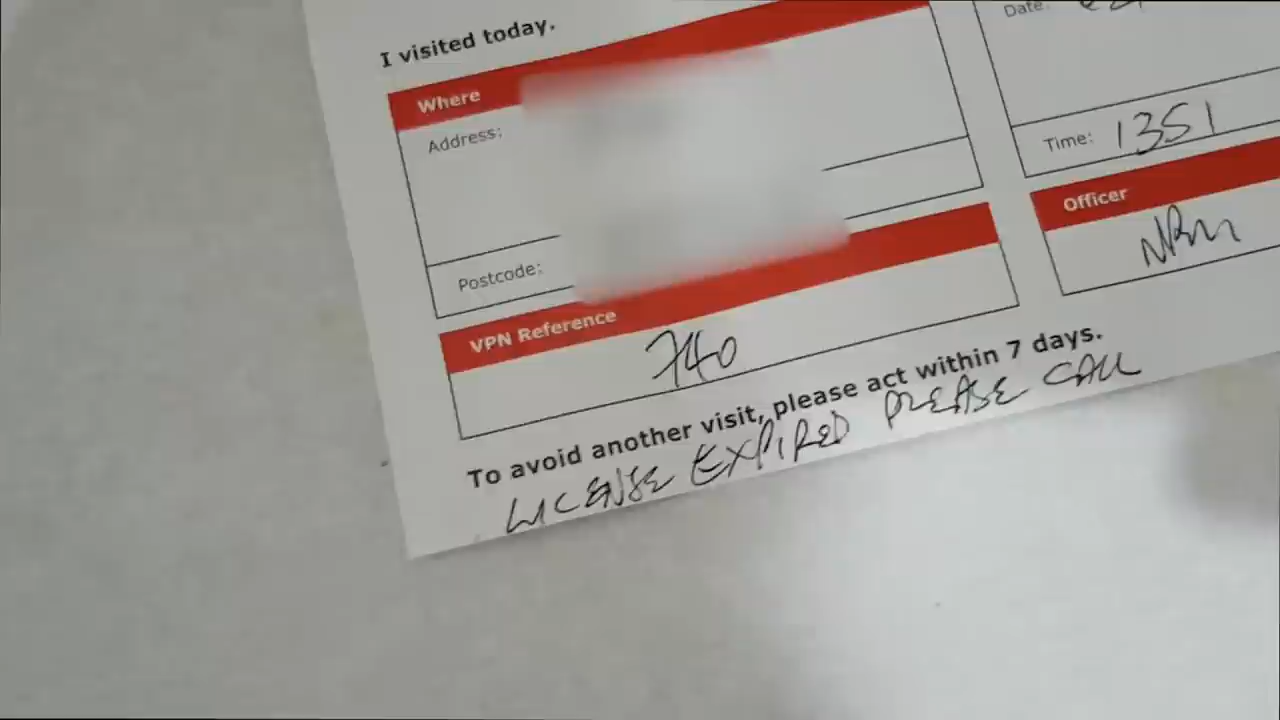 I visited today.
Where
Address:
Postcode:
Date:
Time: 1351
VPN Reference
740
Officer
To avoid another visit, please act within 7 days.
LICENSE EXPIRED PLEASE CALL